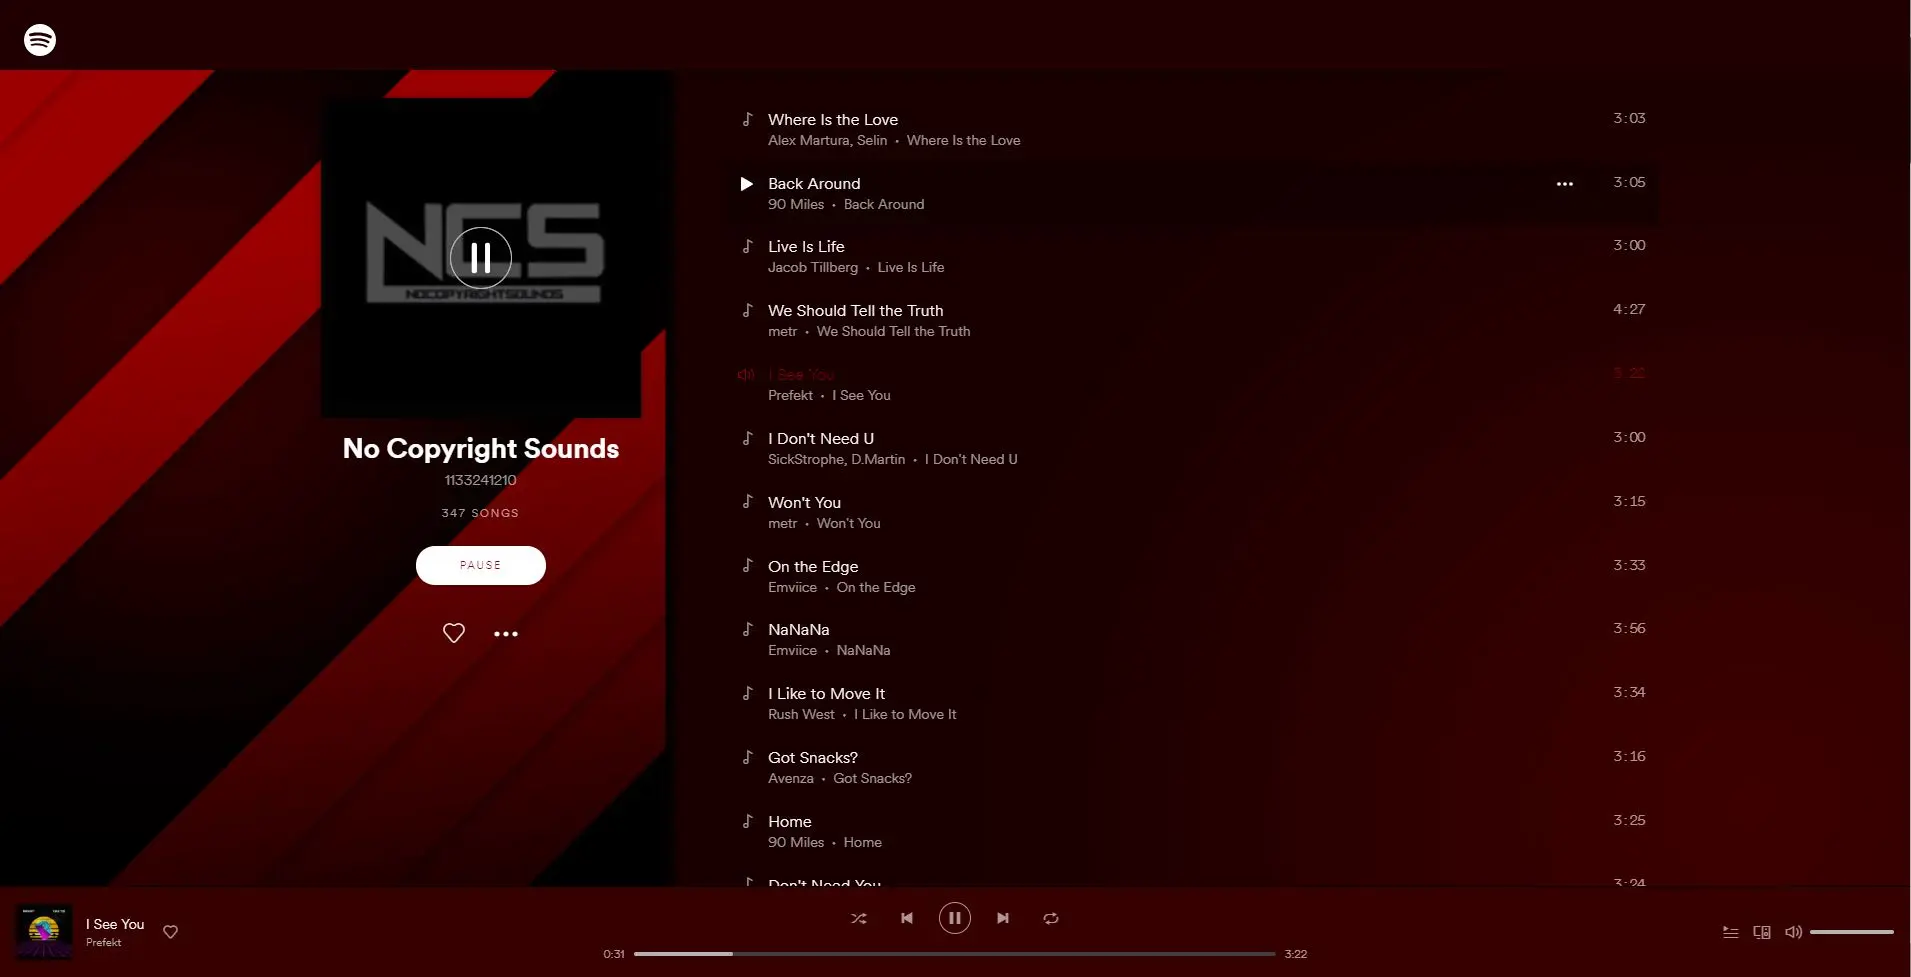 NCS
NOCOPYRIGHTSOUNDS
No Copyright Sounds
1133241210
347 SONGS
PAUSE
Where Is the Love 3:03
Alex Martura, Selin • Where Is the Love
Back Around 3:05
90 Miles • Back Around
Live Is Life 3:00
Jacob Tillberg • Live Is Life
We Should Tell the Truth 4:27
metr • We Should Tell the Truth
I See You 3:22
Prefekt • I See You
I Don't Need U 3:00
SickStrophe, D.Martin • I Don't Need U
Won't You 3:15
metr • Won't You
On the Edge 3:33
Emviice • On the Edge
NaNaNa 3:56
Emviice • NaNaNa
I Like to Move It 3:34
Rush West • I Like to Move It
Got Snacks? 3:16
Avenza • Got Snacks?
Home 3:25
90 Miles • Home
Don't Need You 3:24
I See You
Prefekt
0:31 3:22